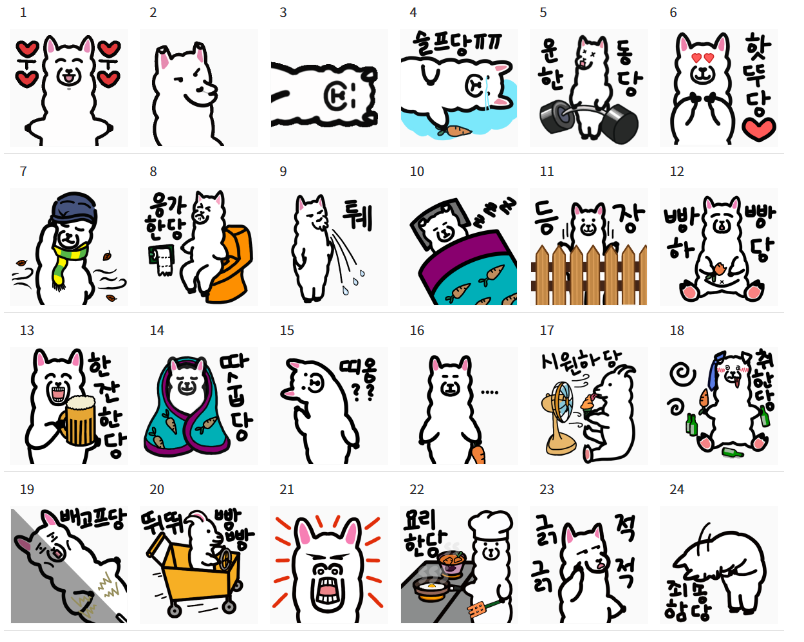 1 2 3 4 5 6
ㅜ ㅜ
슬프당ㅠㅠ
운 동
한 당
핫
뚜
당
7 8 9 10 11 12
응가
한당
퉤
zzz
등 장
빵 빵
하 당
13 14 15 16 17 18
한
잔
한
당
따
숩
당
띠용
??
....
시원하당
취
한
당
19 20 21 22 23 24
배고프당
뛰뛰 빵
빵
요리
한당
긁 적
긁 적
죄송
함당